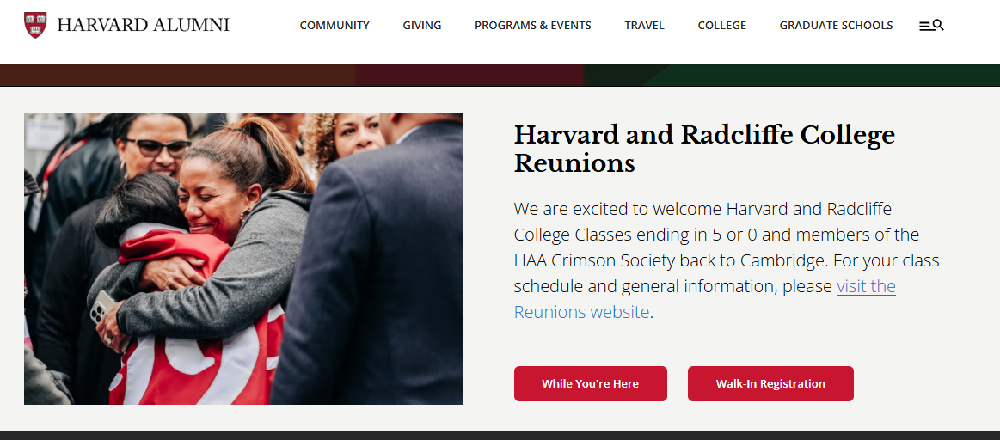 HARVARD ALUMNI
COMMUNITY
GIVING
PROGRAMS & EVENTS
TRAVEL
COLLEGE
GRADUATE SCHOOLS
Harvard and Radcliffe College
Reunions
We are excited to welcome Harvard and Radcliffe
College Classes ending in 5 or 0 and members of the
HAA Crimson Society back to Cambridge. For your class
schedule and general information, please visit the
Reunions website.
While You're Here
Walk-In Registration